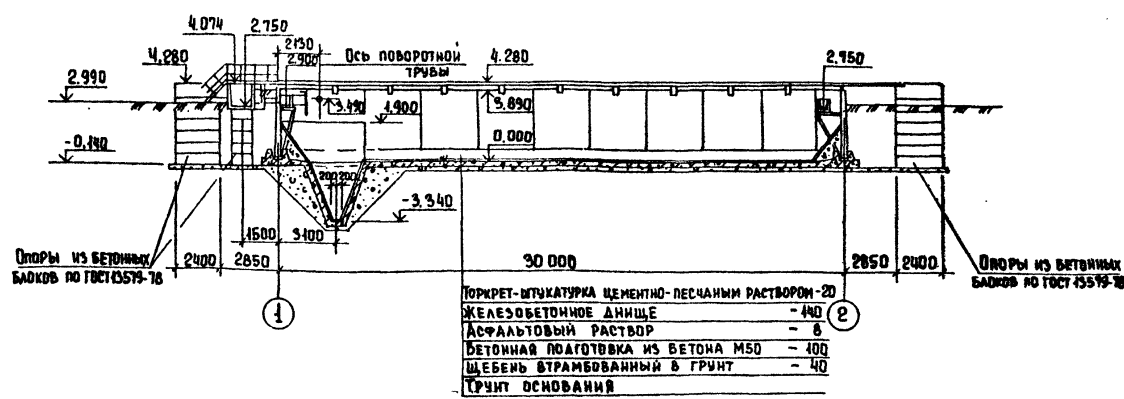 4.074
2.750
2130
4.280
2.900
Ось поворотной
трубы
4.280
2.950
2.990
3.490
1.900
3.890
0.000
-0.140
200 200
-3.340
1500
3100
Опоры из бетонных
блоков по ГОСТ 13579-78
2400
2850
30 000
2850
2400
Опоры из бетонных
блоков по ГОСТ 13579-78
1
2
Торкрет-штукатурка цементно-песчаным раствором-20
Железобетонное днище - 140
Асфальтовый раствор - 8
Бетонная подготовка из бетона М50 - 100
Щебень втрамбованный в грунт - 40
Грунт основания